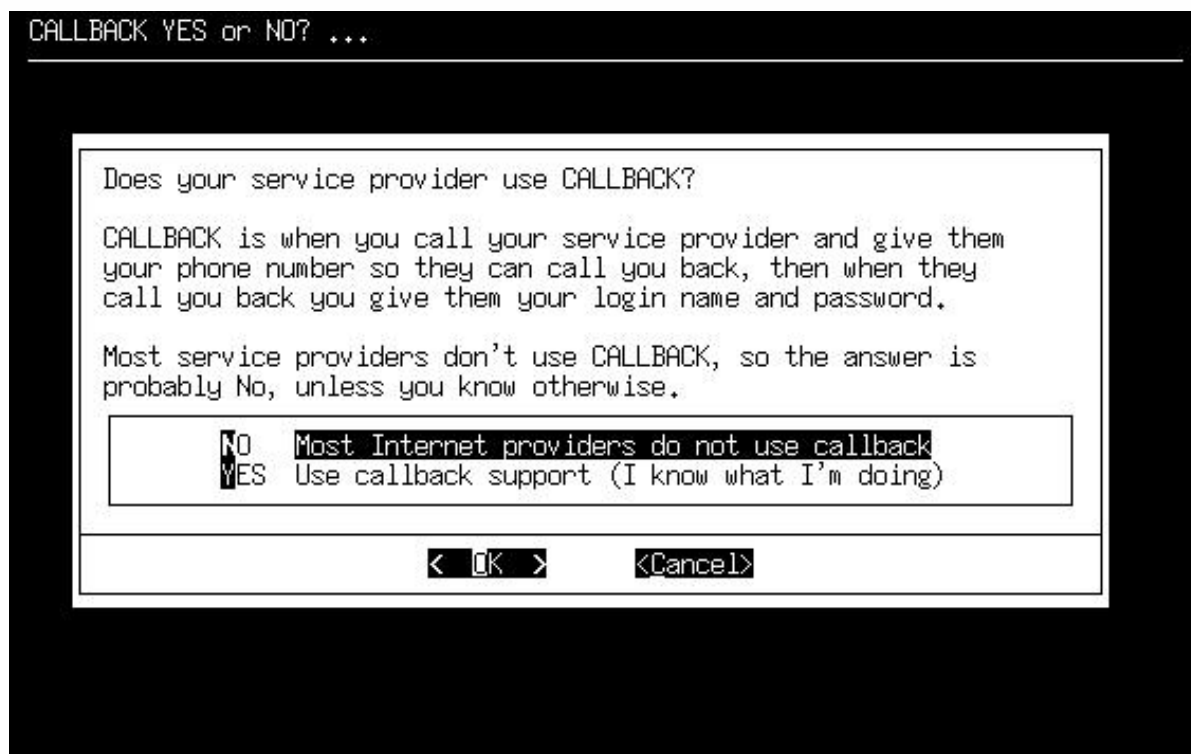 CALLBACK YES or NO? ...
Does your service provider use CALLBACK?
CALLBACK is when you call your service provider and give them
your phone number so they can call you back, then when they
call you back you give them your login name and password.
Most service providers don't use CALLBACK, so the answer is
probably No, unless you know otherwise.
NO Most Internet providers do not use callback
YES Use callback support (I know what I'm doing)
< OK > <Cancel>